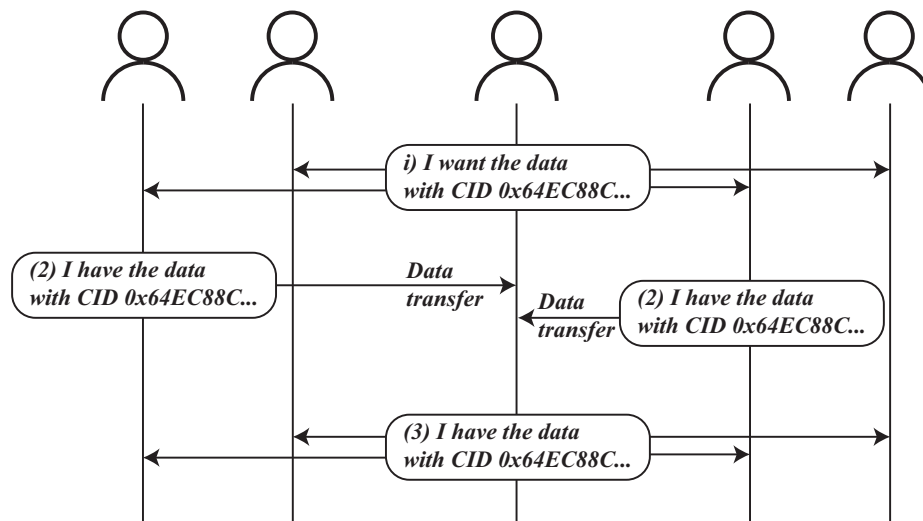 i) I want the data
with CID 0x64EC88C...
(2) I have the data
with CID 0x64EC88C...
Data
transfer
Data
transfer
(2) I have the data
with CID 0x64EC88C...
(3) I have the data
with CID 0x64EC88C...